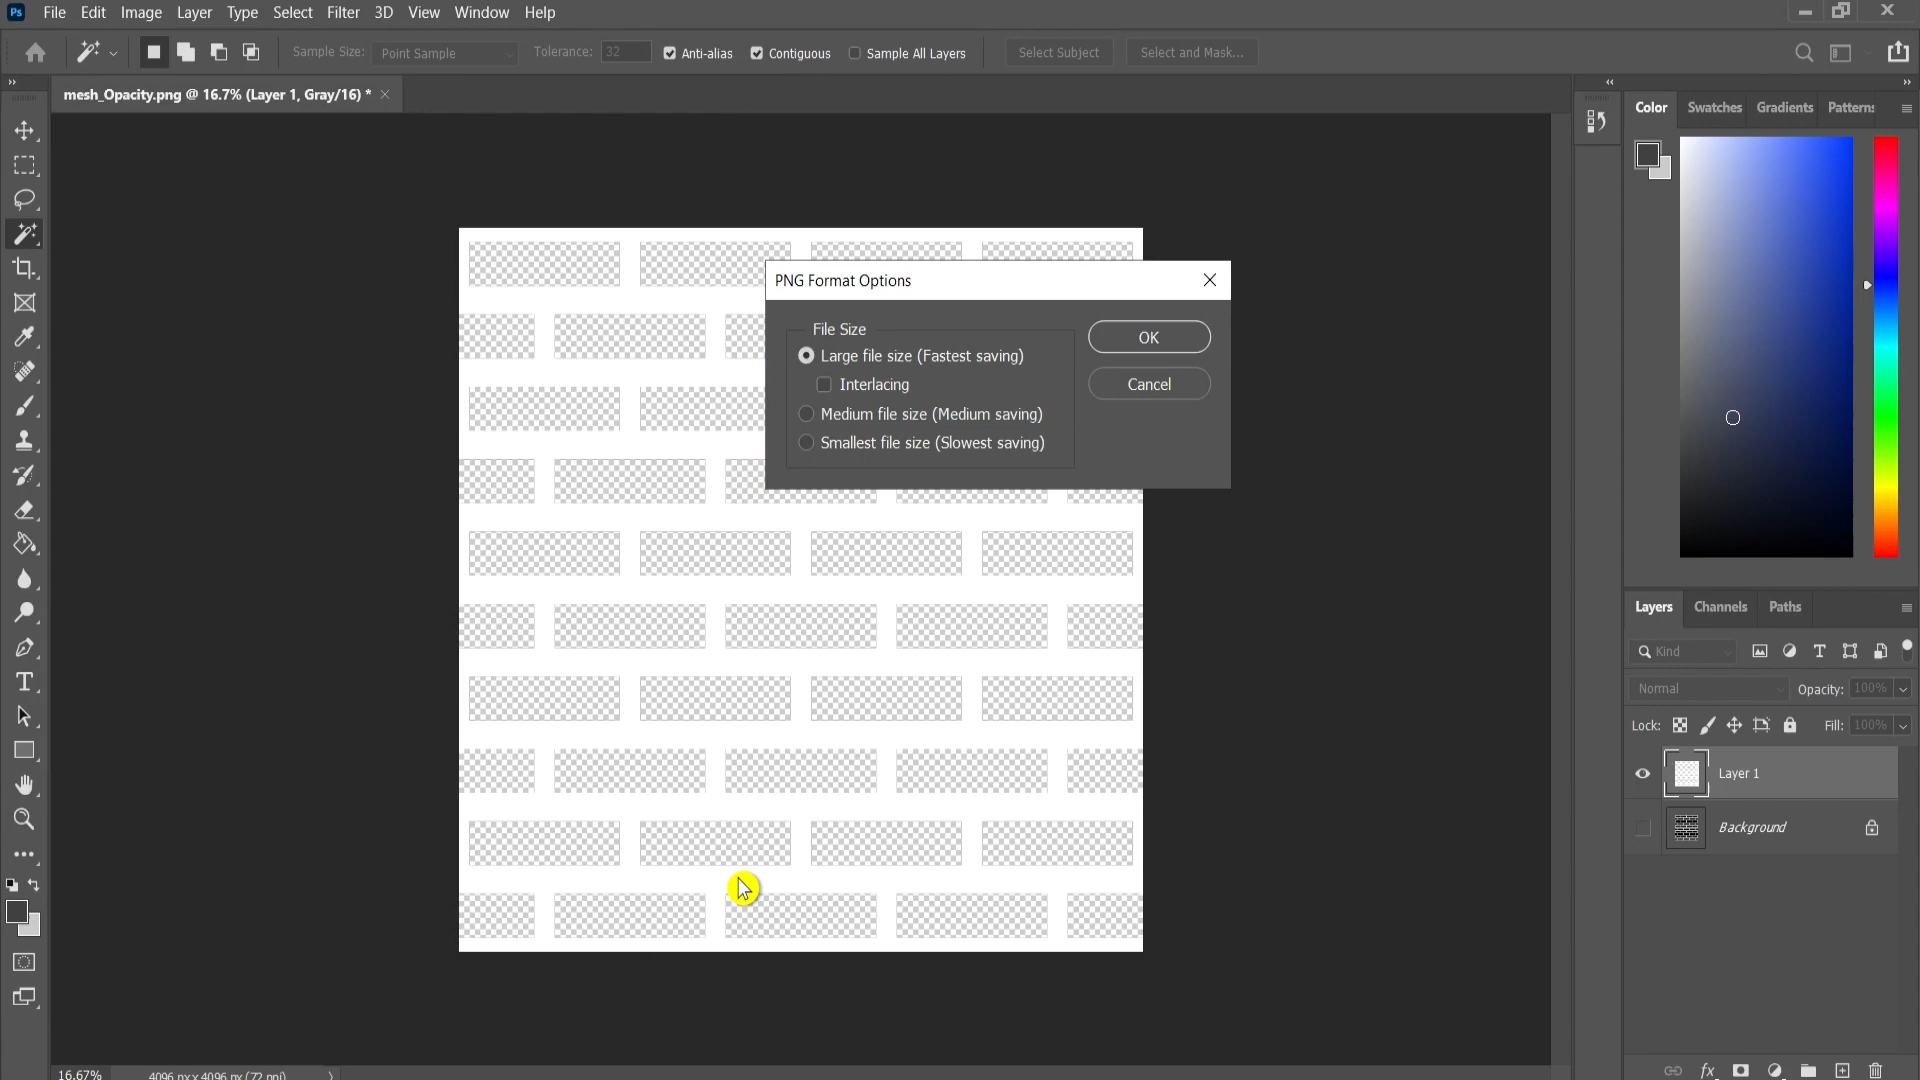 Ps File Edit Image Layer Type Select Filter 3D View Window Help
Sample Size: Point Sample Tolerance: 32 Anti-alias Contiguous Sample All Layers Select Subject Select and Mask...
mesh_Opacity.png @ 16.7% (Layer 1, Gray/16) *
Color Swatches Gradients Patterns
PNG Format Options
File Size
OK
Large file size (Fastest saving)
Interlacing
Cancel
Medium file size (Medium saving)
Smallest file size (Slowest saving)
Layers Channels Paths
Kind
Normal Opacity: 100%
Lock: Fill: 100%
Layer 1
Background
fx
16.67% 4096 px x 4096 px (72 ppi)